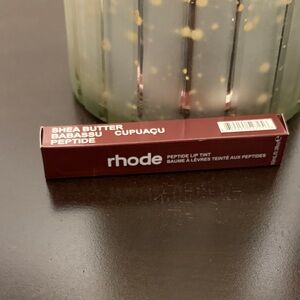 SHEA BUTTER
BABASSU CUPUAÇU
PEPTIDE
rhode
PEPTIDE LIP TINT
BAUME À LÈVRES TEINTÉ AUX PEPTIDES